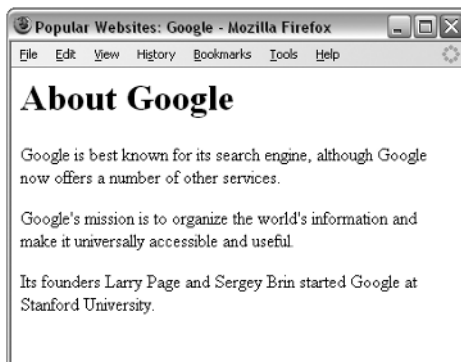 Popular Websites: Google - Mozilla Firefox
File Edit View History Bookmarks Tools Help
About Google
Google is best known for its search engine, although Google
now offers a number of other services.
Google's mission is to organize the world's information and
make it universally accessible and useful.
Its founders Larry Page and Sergey Brin started Google at
Stanford University.